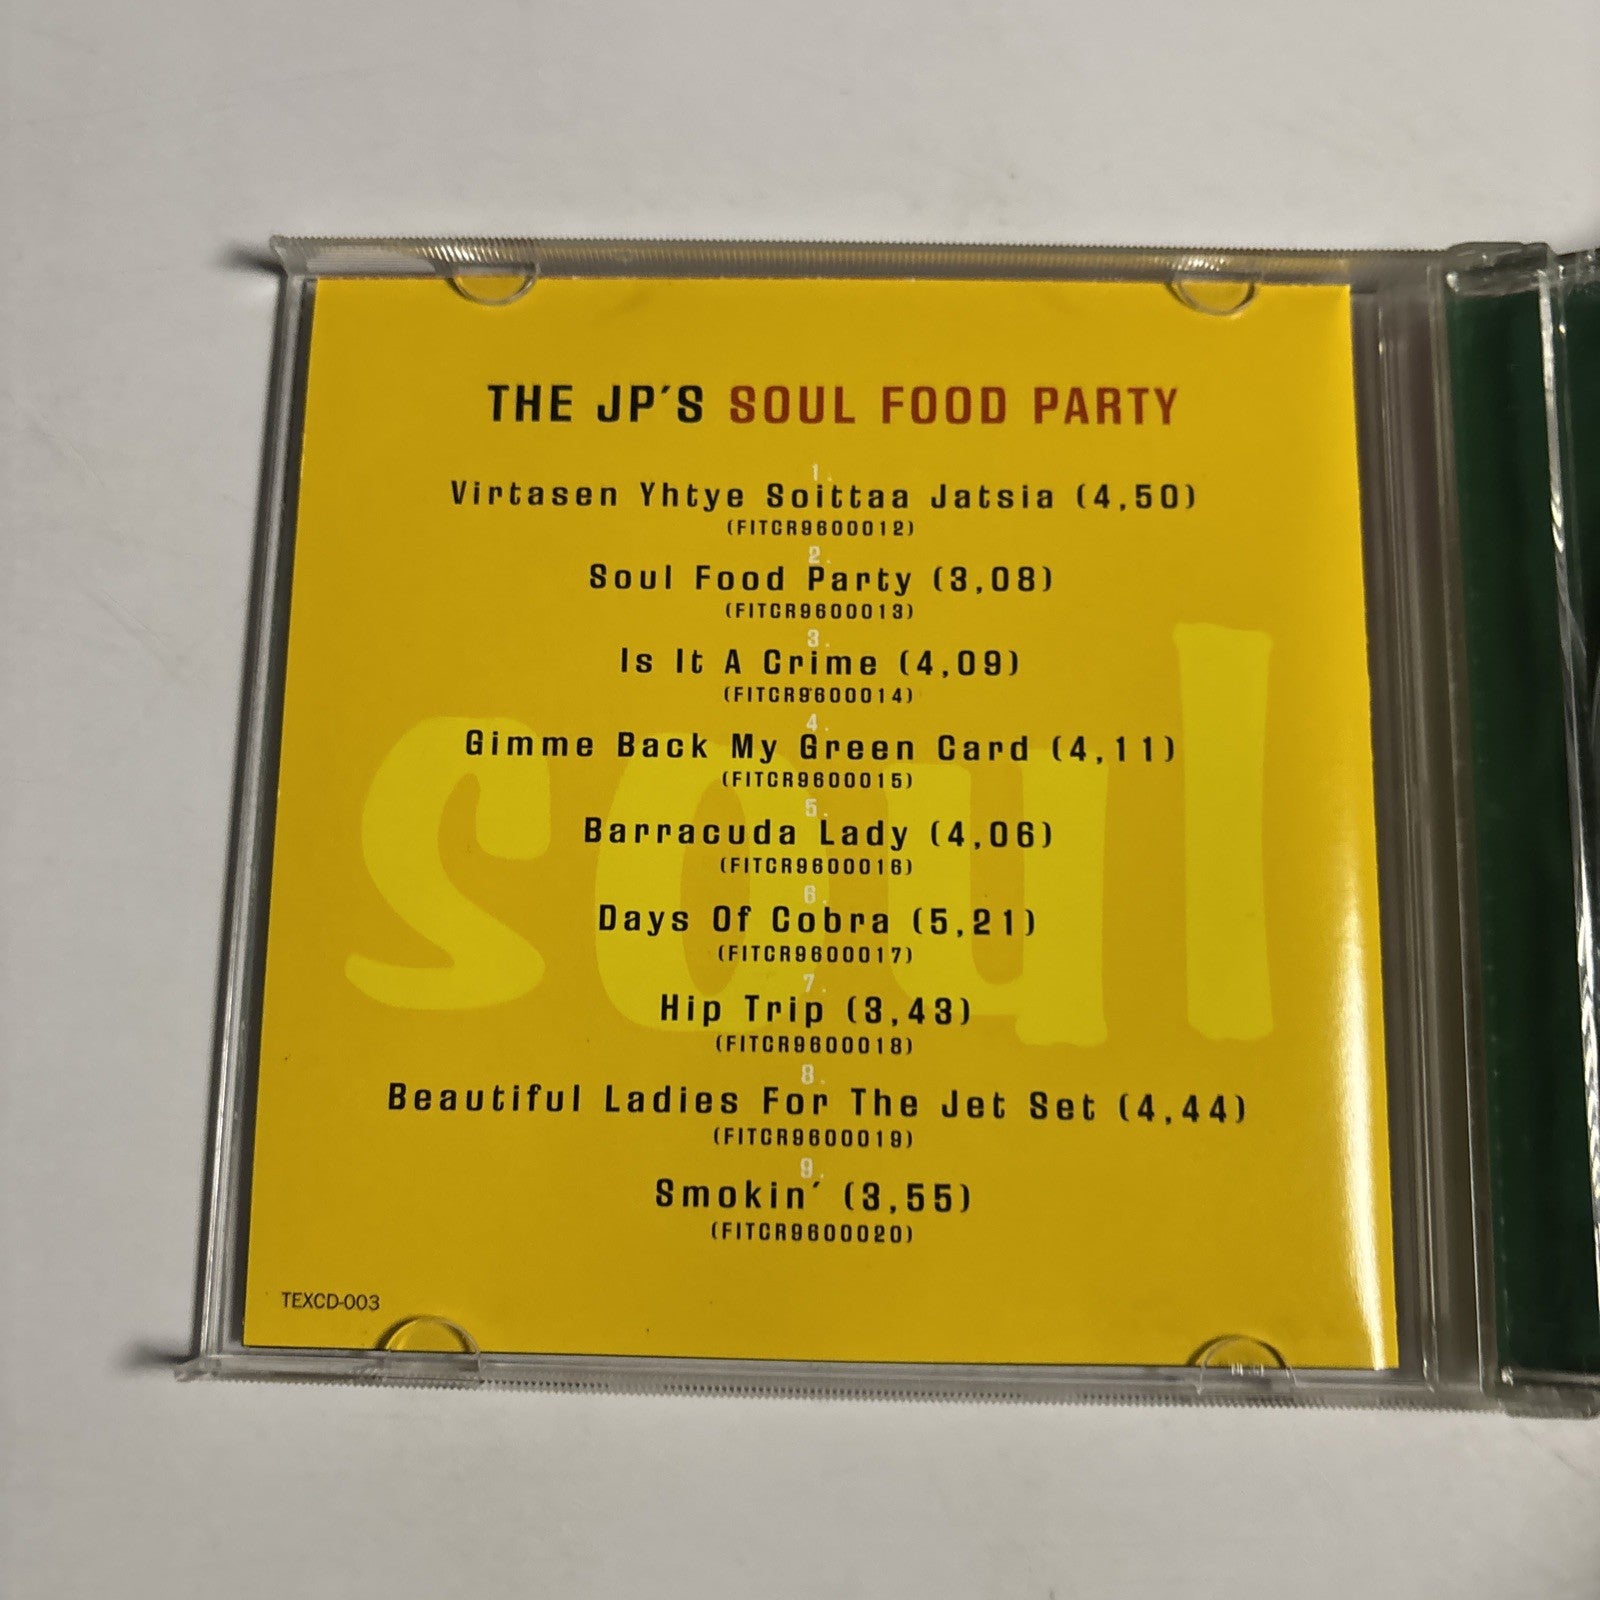 THE JP´S SOUL FOOD PARTY
1.
Virtasen Yhtye Soittaa Jatsia (4,50)
(FITCR9600012)
2.
Soul Food Party (3,08)
(FITCR9600013)
3.
Is It A Crime (4,09)
(FITCR9600014)
4.
Gimme Back My Green Card (4,11)
(FITCR9600015)
5.
Barracuda Lady (4,06)
(FITCR9600016)
6.
Days Of Cobra (5,21)
(FITCR9600017)
7.
Hip Trip (3,43)
(FITCR9600018)
8.
Beautiful Ladies For The Jet Set (4,44)
(FITCR9600019)
9.
Smokin´ (3,55)
(FITCR9600020)
soul
TEXCD-003